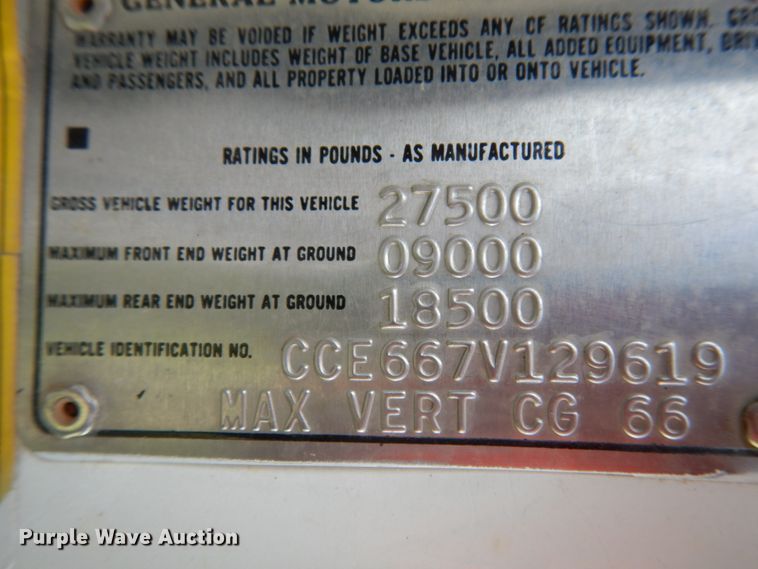 GENERAL MOTORS
WARRANTY MAY BE VOIDED IF WEIGHT EXCEEDS ANY OF RATINGS SHOWN.
VEHICLE WEIGHT INCLUDES WEIGHT OF BASE VEHICLE, ALL ADDED EQUIPMENT,
AND PASSENGERS, AND ALL PROPERTY LOADED INTO OR ONTO VEHICLE.
RATINGS IN POUNDS - AS MANUFACTURED
GROSS VEHICLE WEIGHT FOR THIS VEHICLE 27500
MAXIMUM FRONT END WEIGHT AT GROUND 09000
MAXIMUM REAR END WEIGHT AT GROUND 18500
VEHICLE IDENTIFICATION NO. CCE667V129619
MAX VERT CG 66
Purple Wave Auction